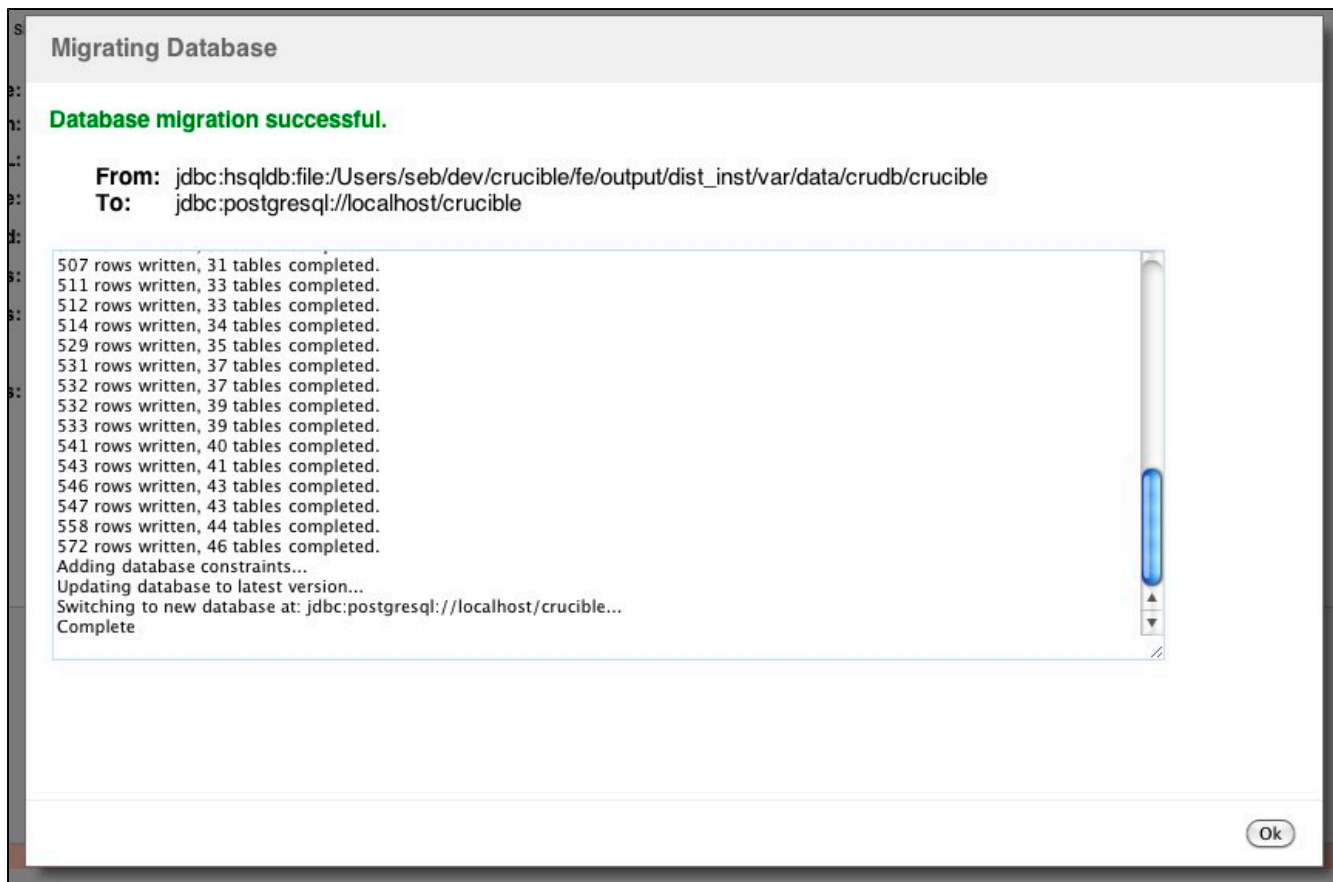 Migrating Database
Database migration successful.
From: jdbc:hsqldb:file:/Users/seb/dev/crucible/fe/output/dist_inst/var/data/crudb/crucible
To: jdbc:postgresql://localhost/crucible
507 rows written, 31 tables completed.
511 rows written, 33 tables completed.
512 rows written, 33 tables completed.
514 rows written, 34 tables completed.
529 rows written, 35 tables completed.
531 rows written, 37 tables completed.
532 rows written, 37 tables completed.
532 rows written, 39 tables completed.
533 rows written, 39 tables completed.
541 rows written, 40 tables completed.
543 rows written, 41 tables completed.
546 rows written, 43 tables completed.
547 rows written, 43 tables completed.
558 rows written, 44 tables completed.
572 rows written, 46 tables completed.
Adding database constraints...
Updating database to latest version...
Switching to new database at: jdbc:postgresql://localhost/crucible...
Complete
Ok